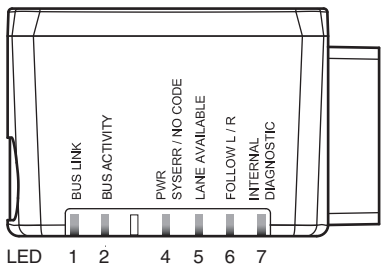 BUS LINK
BUS ACTIVITY
PWR
SYSERR / NO CODE
LANE AVAILABLE
FOLLOW L / R
INTERNAL
DIAGNOSTIC
LED 1 2 4 5 6 7